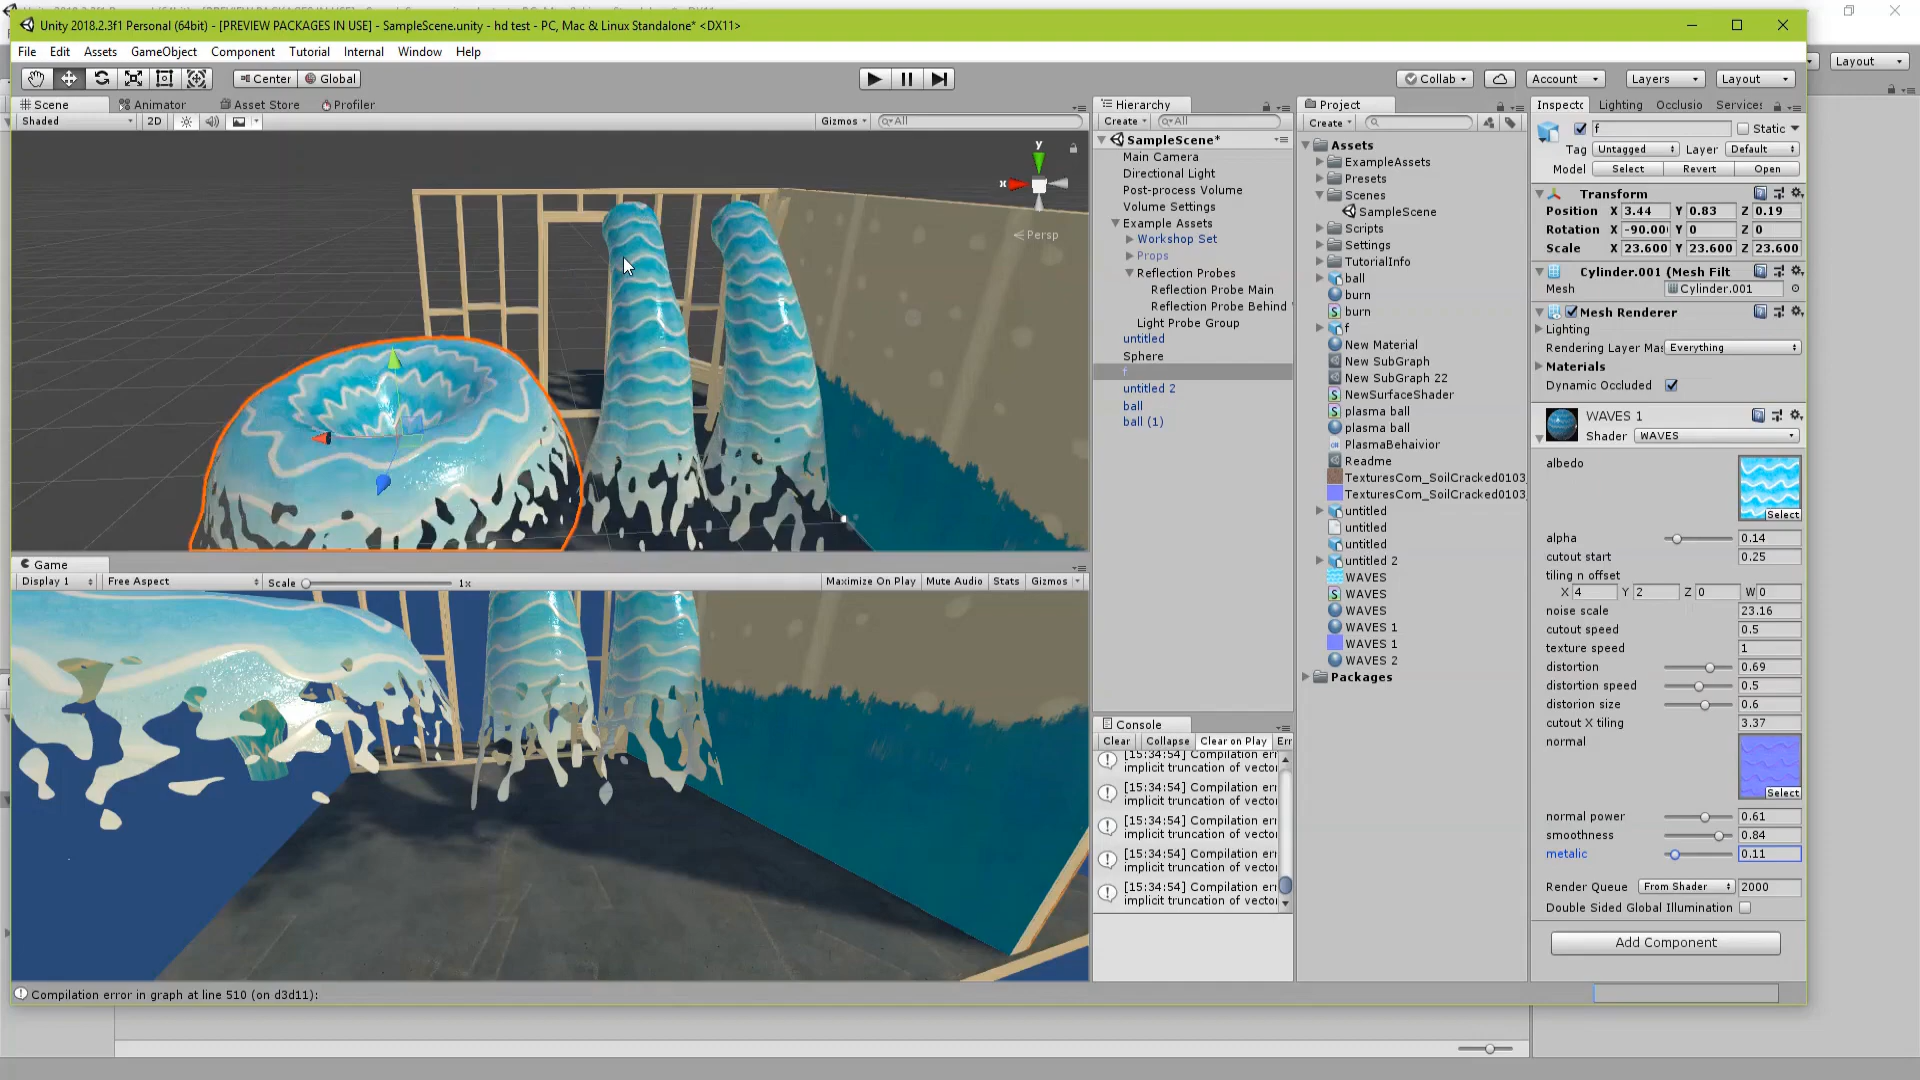 Unity 2018.2.3f1 Personal (64bit) - [PREVIEW PACKAGES IN USE] - SampleScene.unity - hd test - PC, Mac & Linux Standalone* <DX11>
File Edit Assets GameObject Component Tutorial Internal Window Help
Center Global Collab Account Layers Layout Layout
Scene Animator Asset Store Profiler
Shaded 2D Gizmos All
y
x
Persp
Game
Display 1 Free Aspect Scale 1x Maximize On Play Mute Audio Stats Gizmos
Hierarchy
Create All
SampleScene*
Main Camera
Directional Light
Post-process Volume
Volume Settings
Example Assets
Workshop Set
Props
Reflection Probes
Reflection Probe Main
Reflection Probe Behind
Light Probe Group
untitled
Sphere
f
untitled 2
ball
ball (1)
Console
Clear Collapse Clear on Play Err
[15:34:54] Compilation err
implicit truncation of vector
[15:34:54] Compilation err
implicit truncation of vector
[15:34:54] Compilation err
implicit truncation of vector
[15:34:54] Compilation err
implicit truncation of vector
[15:34:54] Compilation err
implicit truncation of vector
Project
Create
Assets
ExampleAssets
Presets
Scenes
SampleScene
Scripts
Settings
TutorialInfo
ball
burn
burn
f
New Material
New SubGraph
New SubGraph 22
NewSurfaceShader
plasma ball
plasma ball
PlasmaBehaivior
Readme
TexturesCom_SoilCracked0103_
TexturesCom_SoilCracked0103_
untitled
untitled
untitled
untitled 2
WAVES
WAVES
WAVES
WAVES 1
WAVES 1
WAVES 2
Packages
Inspecto Lighting Occlusio Services
f Static
Tag Untagged Layer Default
Model Select Revert Open
Transform
Position X 3.44 Y 0.83 Z 0.19
Rotation X -90.00 Y 0 Z 0
Scale X 23.600 Y 23.600 Z 23.600
Cylinder.001 (Mesh Filt
Mesh Cylinder.001
Mesh Renderer
Lighting
Rendering Layer Mas Everything
Materials
Dynamic Occluded
WAVES 1
Shader WAVES
albedo
Select
alpha 0.14
cutout start 0.25
tiling n offset
X 4 Y 2 Z 0 W 0
noise scale 23.16
cutout speed 0.5
texture speed 1
distortion 0.69
distortion speed 0.5
distorion size 0.6
cutout X tiling 3.37
normal
Select
normal power 0.61
smoothness 0.84
metalic 0.11
Render Queue From Shader 2000
Double Sided Global Illumination
Add Component
Compilation error in graph at line 510 (on d3d11):